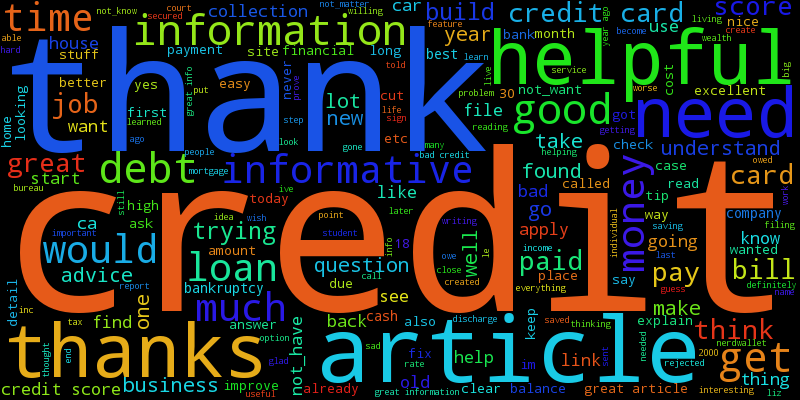 not_know
court
secured
not_matter
willing
car
build
credit card
score
time
able
hard
information
collection
feature
year ago
living
become
create
house
payment
site
financial
long
year
use
nice
stuff
bank
month
wealth
big
thank
helpful
better
yes
great info
put
easy
never
prove
told
best
live
learn
service
cost
looking
home
job
first
lot
cut
life
sign
problem
30
not_want
worse
excellent
want
learned
ago
new
step
etc
file
reading
good
got
getting
need
great
debt
people
look
gone
many
bad credit
helping
take
check
understand
bureau
start
informative
mortgage
ive
found
case
owed
work
still
high
idea
wish
today
like
later
called
bad
go
money
tip
read
card
ca
ask
trying
point
student
info
18
writing
well
le
apply
individual
way
saving
company
filing
important
would
amount
question
call
owe
income
paid
going
wanted
know
last
credit
advice
loan
close
created
place
say
pay
bill
definitely
report
bankruptcy
due
see
everything
guess
name
detail
inc
one
much
cash
also
discharge
keep
saved
make
tax
find
answer
not_have
back
article
thinking
explain
think
thanks
thought
end
option
glad
sad
fix
rate
help
im
link
sent
needed
nerdwallet
2000
rejected
get
thing
credit score
business
improve
useful
already
great information
old
clear
balance
great article
interesting
liz